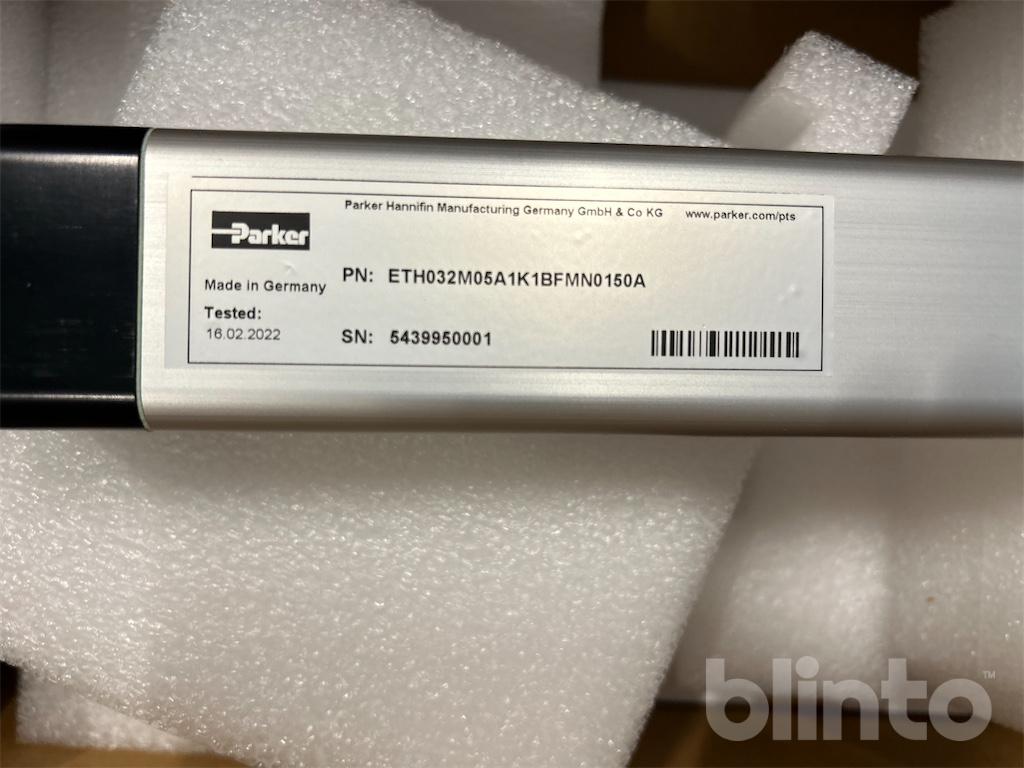 Parker Hannifin Manufacturing Germany GmbH & Co KG www.parker.com/pts
Parker
Made in Germany
PN: ETH032M05A1K1BFMN0150A
Tested:
16.02.2022
SN: 5439950001
blinto™